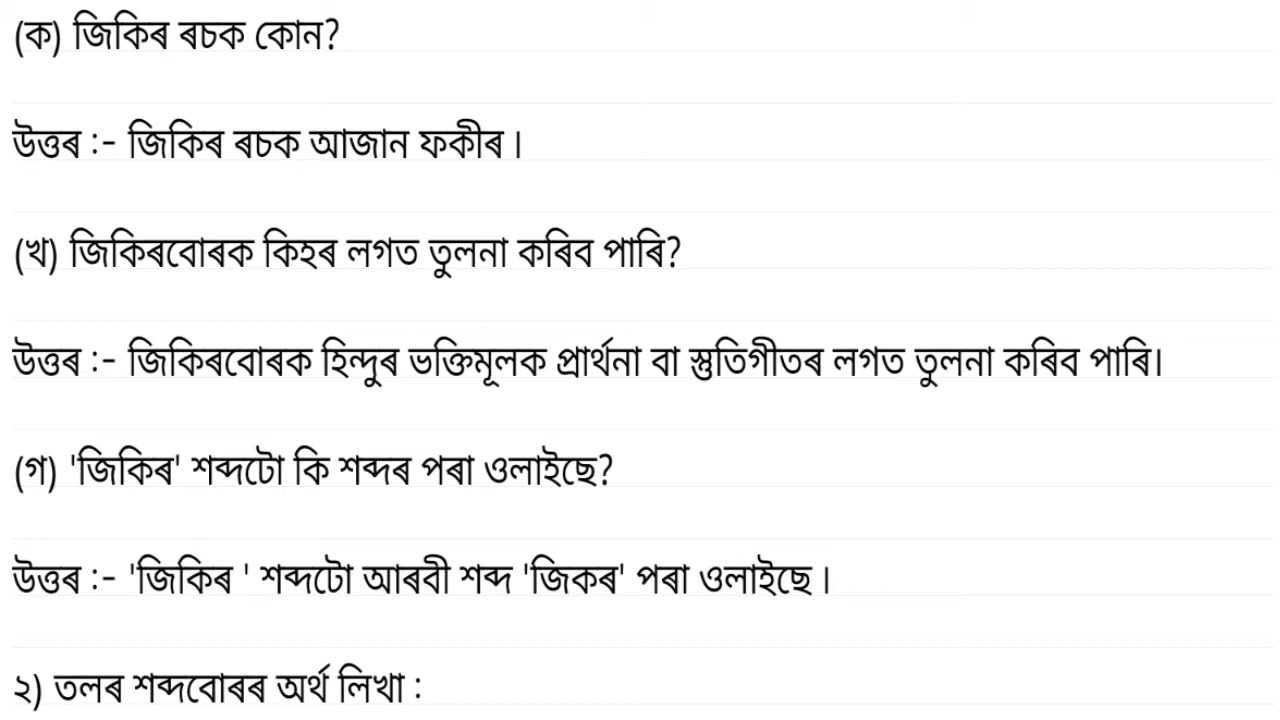 (ক) জিকিৰ ৰচক কোন?
উত্তৰ :- জিকিৰ ৰচক আজান ফকীৰ।
(খ) জিকিৰবোৰক কিহৰ লগত তুলনা কৰিব পাৰি?
উত্তৰ :- জিকিৰবোৰক হিন্দুৰ ভক্তিমূলক প্ৰাৰ্থনা বা স্তুতিগীতৰ লগত তুলনা কৰিব পাৰি।
(গ) 'জিকিৰ' শব্দটো কি শব্দৰ পৰা ওলাইছে?
উত্তৰ :- 'জিকিৰ ' শব্দটো আৰবী শব্দ 'জিকৰ' পৰা ওলাইছে।
২) তলৰ শব্দবোৰৰ অৰ্থ লিখা :